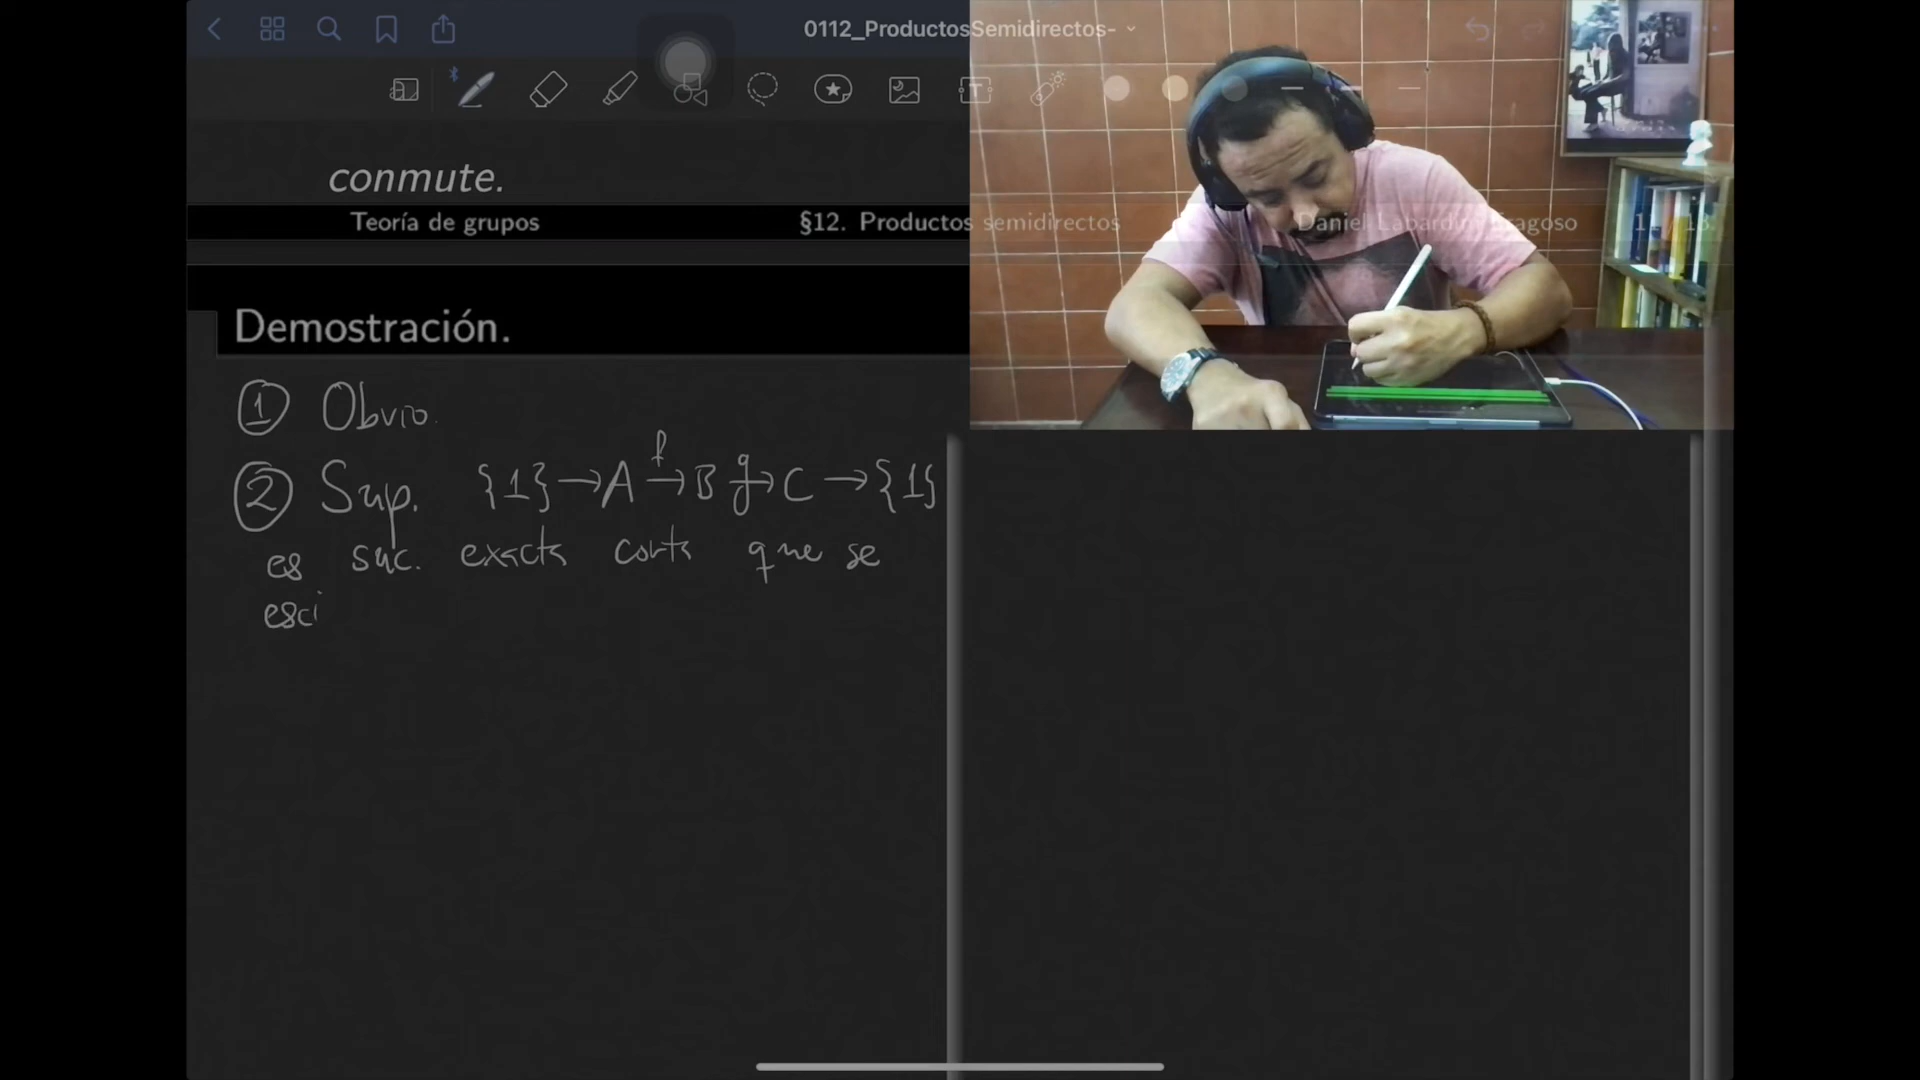 0112_ProductosSemidirectos-
conmute.
Teoría de grupos §12. Productos semidirectos Daniel Labardini Fragoso
Demostración.
① Obvio.
② Sup. {1}→A →f B →g C →{1}
es suc. exacta corta que se
esci